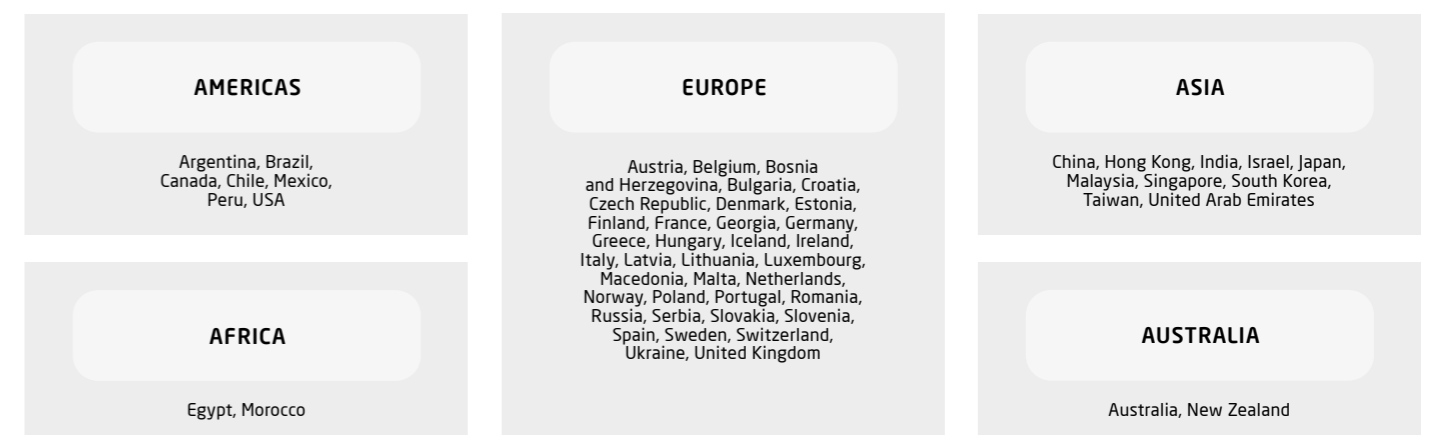 AMERICAS
Argentina, Brazil,
Canada, Chile, Mexico,
Peru, USA
AFRICA
Egypt, Morocco
EUROPE
Austria, Belgium, Bosnia
and Herzegovina, Bulgaria, Croatia,
Czech Republic, Denmark, Estonia,
Finland, France, Georgia, Germany,
Greece, Hungary, Iceland, Ireland,
Italy, Latvia, Lithuania, Luxembourg,
Macedonia, Malta, Netherlands,
Norway, Poland, Portugal, Romania,
Russia, Serbia, Slovakia, Slovenia,
Spain, Sweden, Switzerland,
Ukraine, United Kingdom
ASIA
China, Hong Kong, India, Israel, Japan,
Malaysia, Singapore, South Korea,
Taiwan, United Arab Emirates
AUSTRALIA
Australia, New Zealand